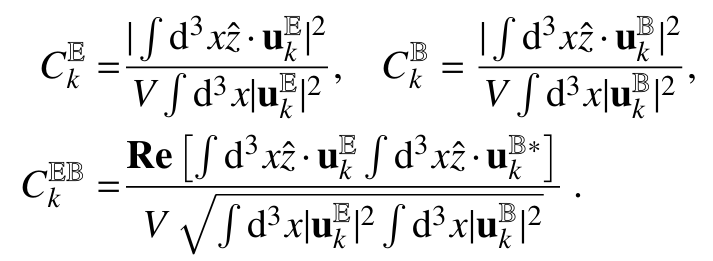 C_k^𝔼 = |∫ d³x ẑ · 𝐮_k^𝔼|² / V ∫ d³x |𝐮_k^𝔼|² , C_k^𝔹 = |∫ d³x ẑ · 𝐮_k^𝔹|² / V ∫ d³x |𝐮_k^𝔹|² ,
C_k^𝔼𝔹 = 𝐑𝐞 [∫ d³x ẑ · 𝐮_k^𝔼 ∫ d³x ẑ · 𝐮_k^𝔹*] / V √(∫ d³x |𝐮_k^𝔼|² ∫ d³x |𝐮_k^𝔹|²) .